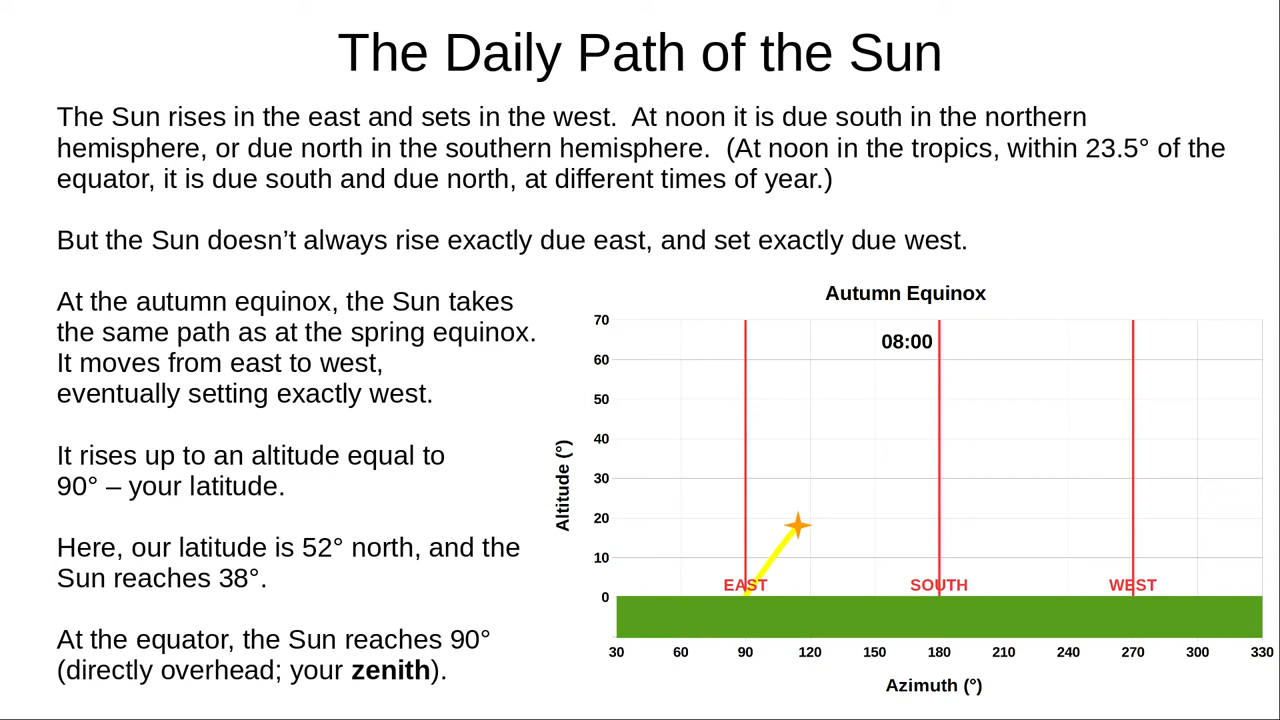 The Daily Path of the Sun
The Sun rises in the east and sets in the west.  At noon it is due south in the northern
hemisphere, or due north in the southern hemisphere.  (At noon in the tropics, within 23.5° of the
equator, it is due south and due north, at different times of year.)
But the Sun doesn’t always rise exactly due east, and set exactly due west.
At the autumn equinox, the Sun takes
the same path as at the spring equinox.
It moves from east to west,
eventually setting exactly west.
It rises up to an altitude equal to
90° – your latitude.
Here, our latitude is 52° north, and the
Sun reaches 38°.
At the equator, the Sun reaches 90°
(directly overhead; your zenith).
Autumn Equinox
08:00
Altitude (°)
70
60
50
40
30
20
10
0
EAST SOUTH WEST
30 60 90 120 150 180 210 240 270 300 330
Azimuth (°)